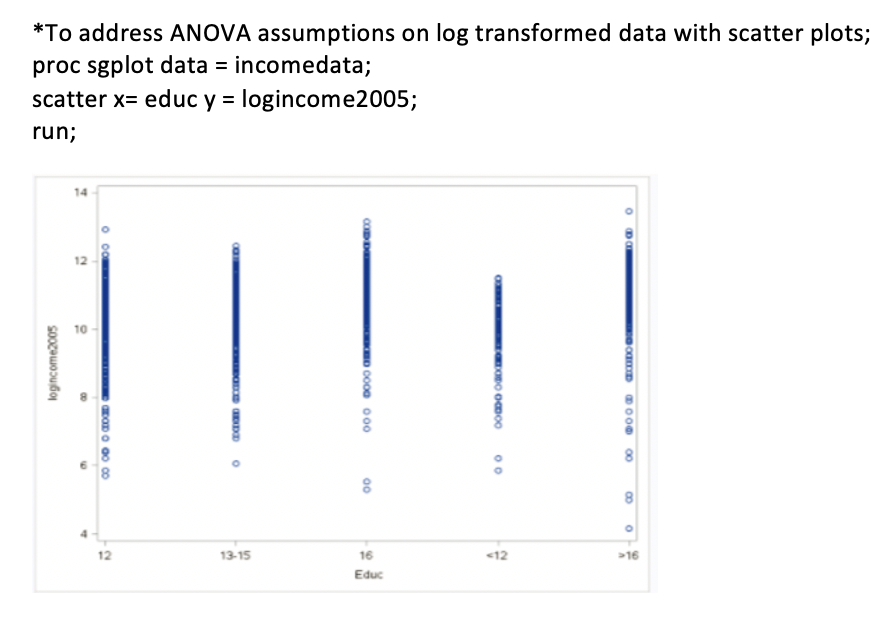 *To address ANOVA assumptions on log transformed data with scatter plots;
proc sgplot data = incomedata;
scatter x= educ y = logincome2005;
run;
14
12
10
8
6
4
logincome2005
12 13-15 16 <12 >16
Educ